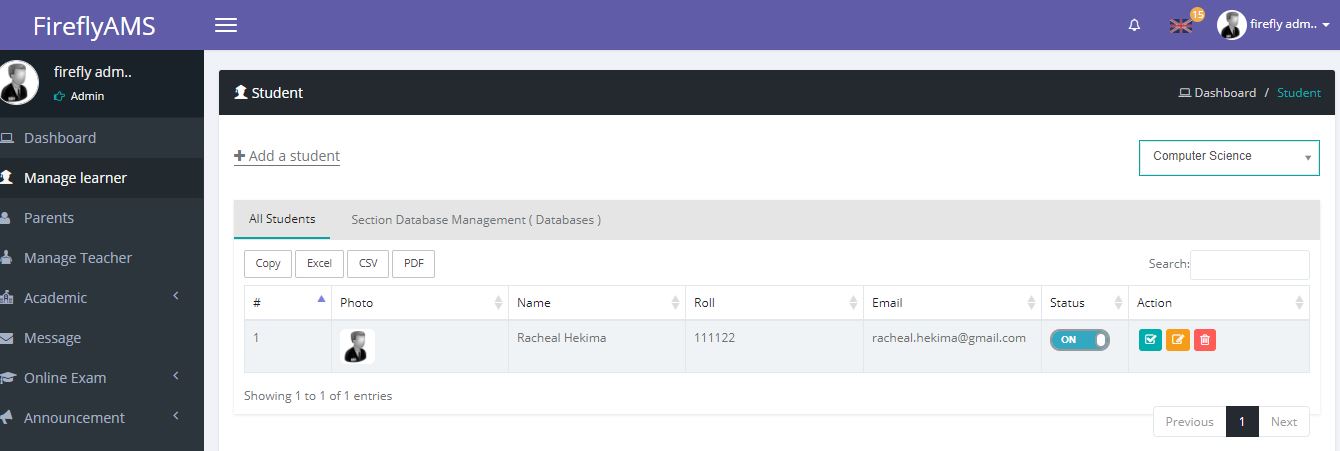 FireflyAMS
15
firefly adm..
firefly adm..
Admin
Dashboard
Manage learner
Parents
Manage Teacher
Academic
Message
Online Exam
Announcement
Student
Dashboard / Student
Add a student
Computer Science
All Students Section Database Management ( Databases )
Copy Excel CSV PDF
Search:
# Photo Name Roll Email Status Action
1 Racheal Hekima 111122 racheal.hekima@gmail.com ON
Showing 1 to 1 of 1 entries
Previous 1 Next